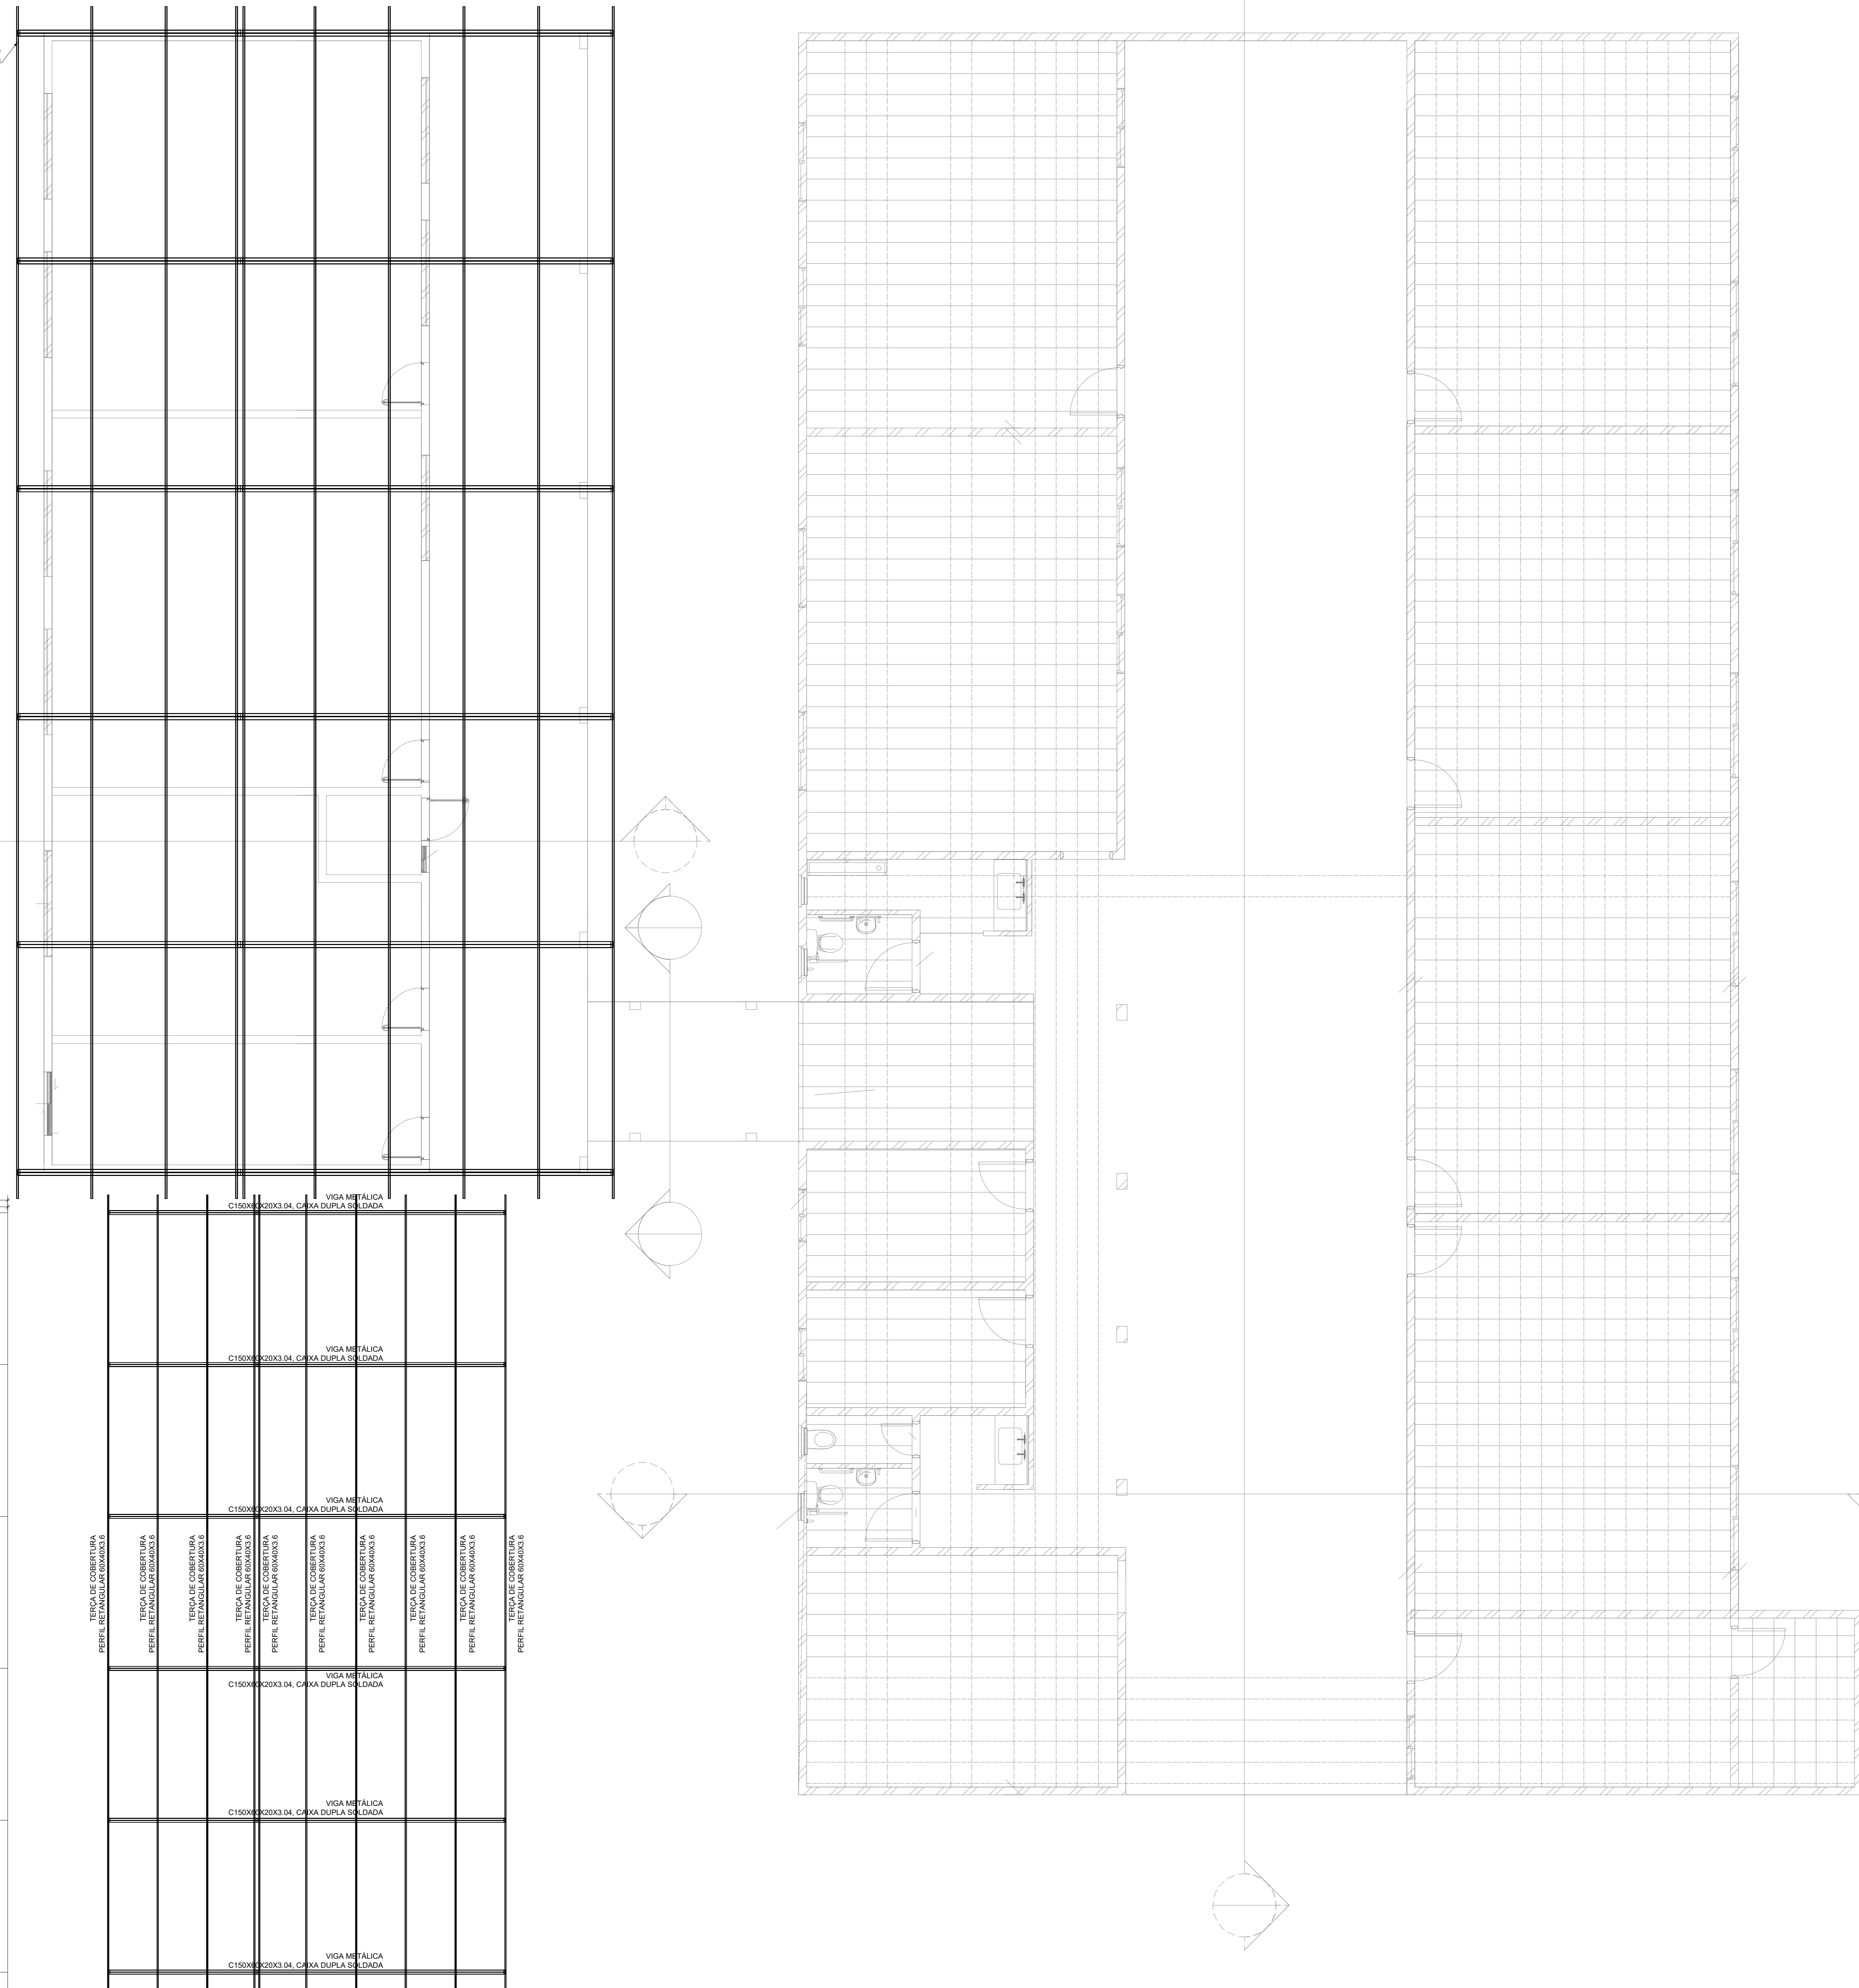 VIGA METÁLICA
C150X60X20X3.04, CAIXA DUPLA SOLDADA
VIGA METÁLICA
C150X60X20X3.04, CAIXA DUPLA SOLDADA
VIGA METÁLICA
C150X60X20X3.04, CAIXA DUPLA SOLDADA
TERÇA DE COBERTURA
PERFIL RETANGULAR 60X40X3.6
TERÇA DE COBERTURA
PERFIL RETANGULAR 60X40X3.6
TERÇA DE COBERTURA
PERFIL RETANGULAR 60X40X3.6
TERÇA DE COBERTURA
PERFIL RETANGULAR 60X40X3.6
TERÇA DE COBERTURA
PERFIL RETANGULAR 60X40X3.6
TERÇA DE COBERTURA
PERFIL RETANGULAR 60X40X3.6
TERÇA DE COBERTURA
PERFIL RETANGULAR 60X40X3.6
TERÇA DE COBERTURA
PERFIL RETANGULAR 60X40X3.6
TERÇA DE COBERTURA
PERFIL RETANGULAR 60X40X3.6
TERÇA DE COBERTURA
PERFIL RETANGULAR 60X40X3.6
VIGA METÁLICA
C150X60X20X3.04, CAIXA DUPLA SOLDADA
VIGA METÁLICA
C150X60X20X3.04, CAIXA DUPLA SOLDADA
VIGA METÁLICA
C150X60X20X3.04, CAIXA DUPLA SOLDADA